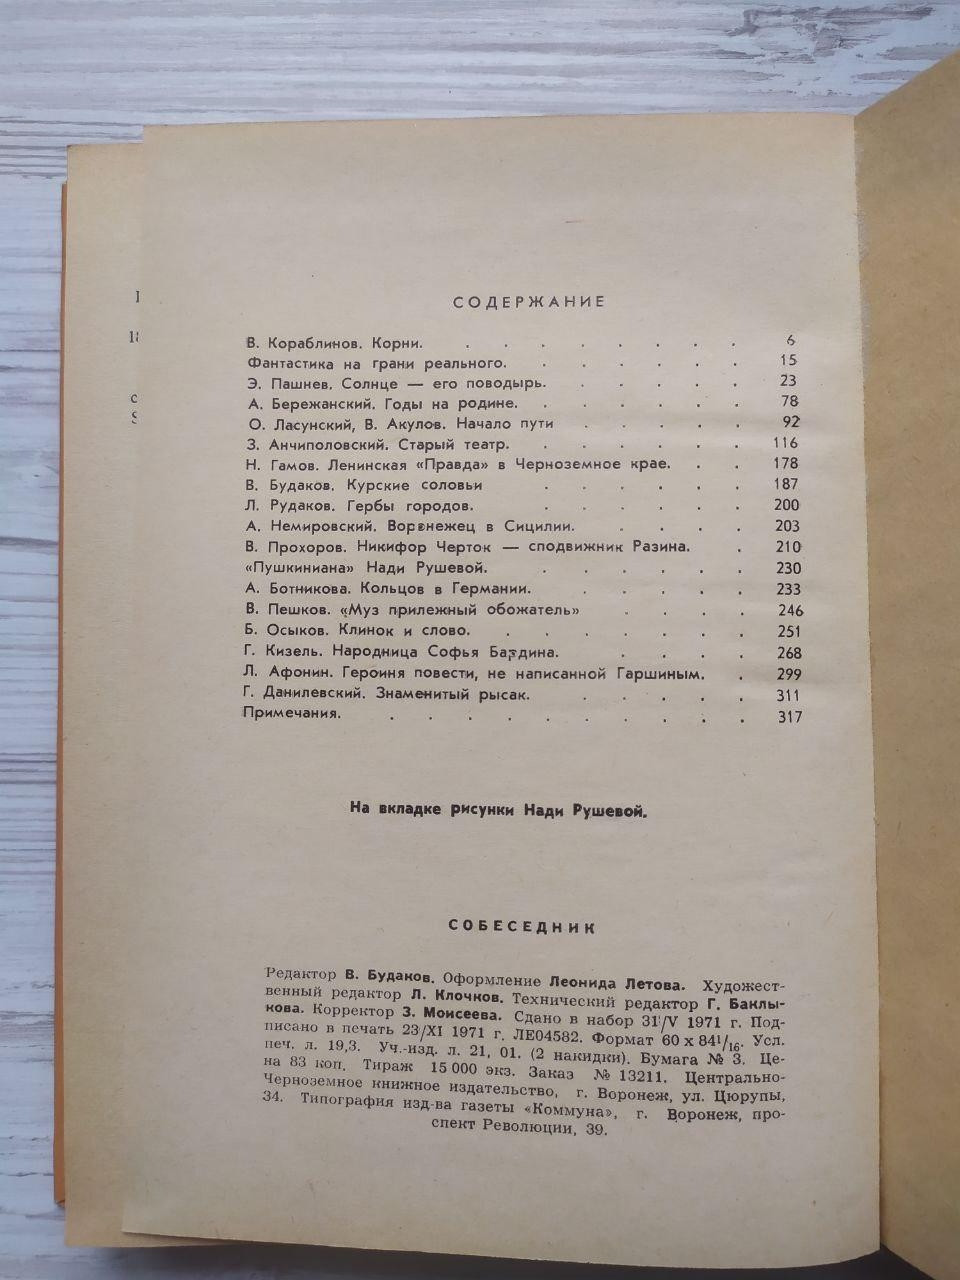 СОДЕРЖАНИЕ
В. Кораблинов. Корни. . . . . . . . . 6
Фантастика на грани реального. . . . . . . 15
Э. Пашнев. Солнце — его поводырь. . . . . . 23
А. Бережанский. Годы на родине. . . . . . . 78
О. Ласунский, В. Акулов. Начало пути . . . . . 92
З. Анчиполовский. Старый театр. . . . . . . 116
Н. Гамов. Ленинская «Правда» в Черноземное крае. . . 178
В. Будаков. Курские соловьи . . . . . . 187
Л. Рудаков. Гербы городов. . . . . . . 200
А. Немировский. Воронежец в Сицилии. . . . . 203
В. Прохоров. Никифор Черток — сподвижник Разина. . 210
«Пушкиниана» Нади Рушевой. . . . . . . 230
А. Ботникова. Кольцов в Германии. . . . . . 233
В. Пешков. «Муз прилежный обожатель» . . . . 246
Б. Осыков. Клинок и слово. . . . . . . . 251
Г. Кизель. Народница Софья Бардина. . . . . 268
Л. Афонин. Героиня повести, не написанной Гаршиным. . 299
Г. Данилевский. Знаменитый рысак. . . . . . 311
Примечания. . . . . . . . . . . 317
На вкладке рисунки Нади Рушевой.
СОБЕСЕДНИК
Редактор В. Будаков. Оформление Леонида Летова. Художест-
венный редактор Л. Клочков. Технический редактор Г. Баклы-
кова. Корректор З. Моисеева. Сдано в набор 31/V 1971 г. Под-
писано в печать 23/XI 1971 г. ЛЕ04582. Формат 60 х 84¹/₁₆. Усл.
печ. л. 19,3. Уч.-изд. л. 21, 01. (2 накидки). Бумага № 3. Це-
на 83 коп. Тираж 15 000 экз. Заказ № 13211. Центрально-
Черноземное книжное издательство, г. Воронеж, ул. Цюрупы,
34. Типография изд-ва газеты «Коммуна», г. Воронеж, про-
спект Революции, 39.